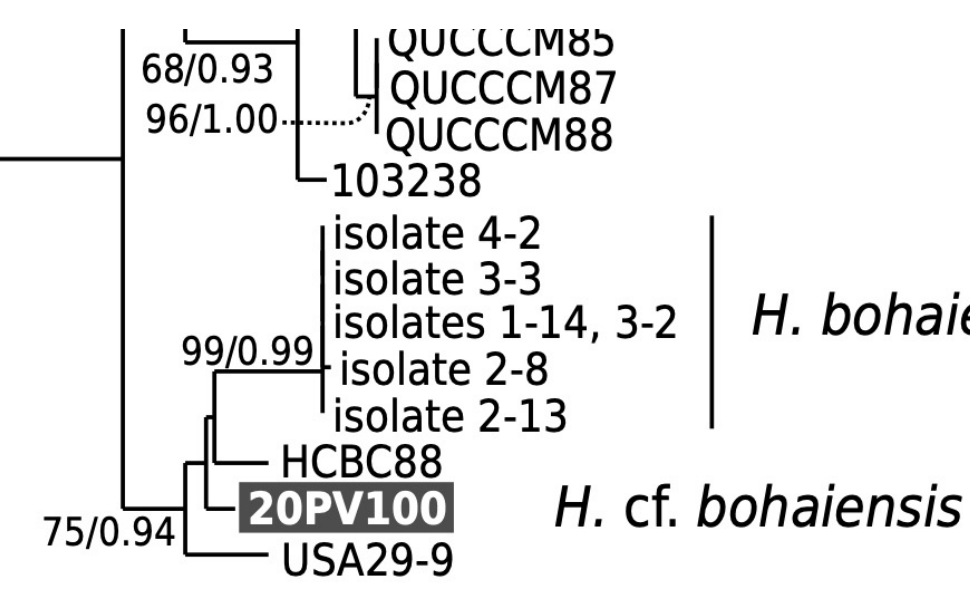 QUCCCM85
68/0.93
QUCCCM87
96/1.00
QUCCCM88
103238
isolate 4-2
isolate 3-3
isolates 1-14, 3-2
H. bohaie
99/0.99
isolate 2-8
isolate 2-13
HCBC88
20PV100
H. cf. bohaiensis
75/0.94
USA29-9